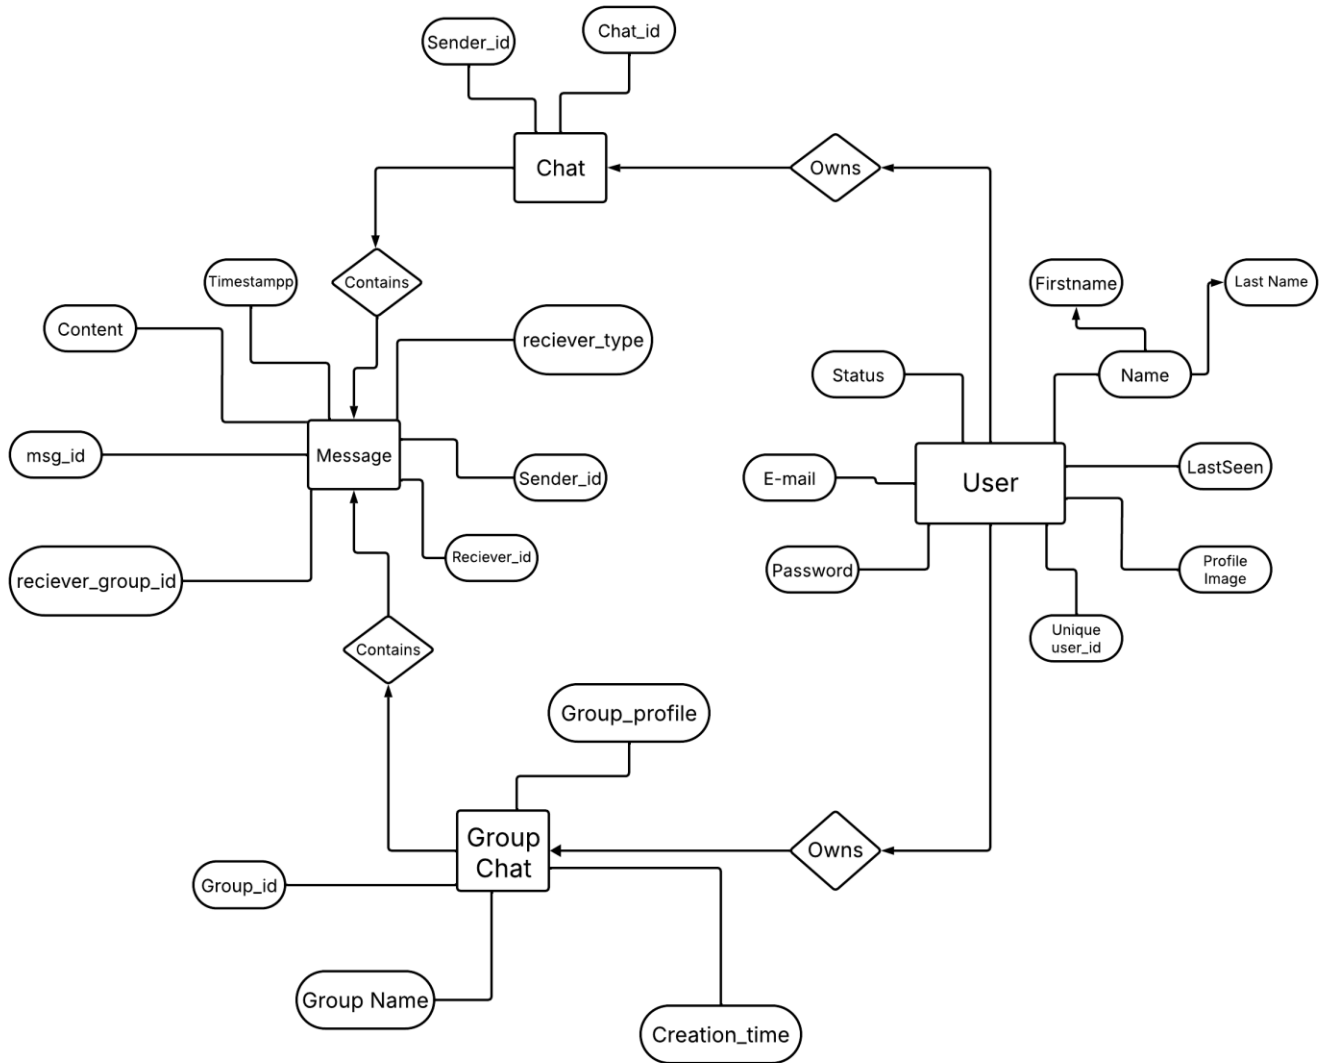 Sender_id
Chat_id
Chat
Owns
Timestampp
Contains
Firstname
Last Name
Content
reciever_type
Status
Name
msg_id
Message
Sender_id
E-mail
User
LastSeen
Reciever_id
reciever_group_id
Password
Profile
Image
Unique
user_id
Contains
Group_profile
Group
Chat
Owns
Group_id
Group Name
Creation_time